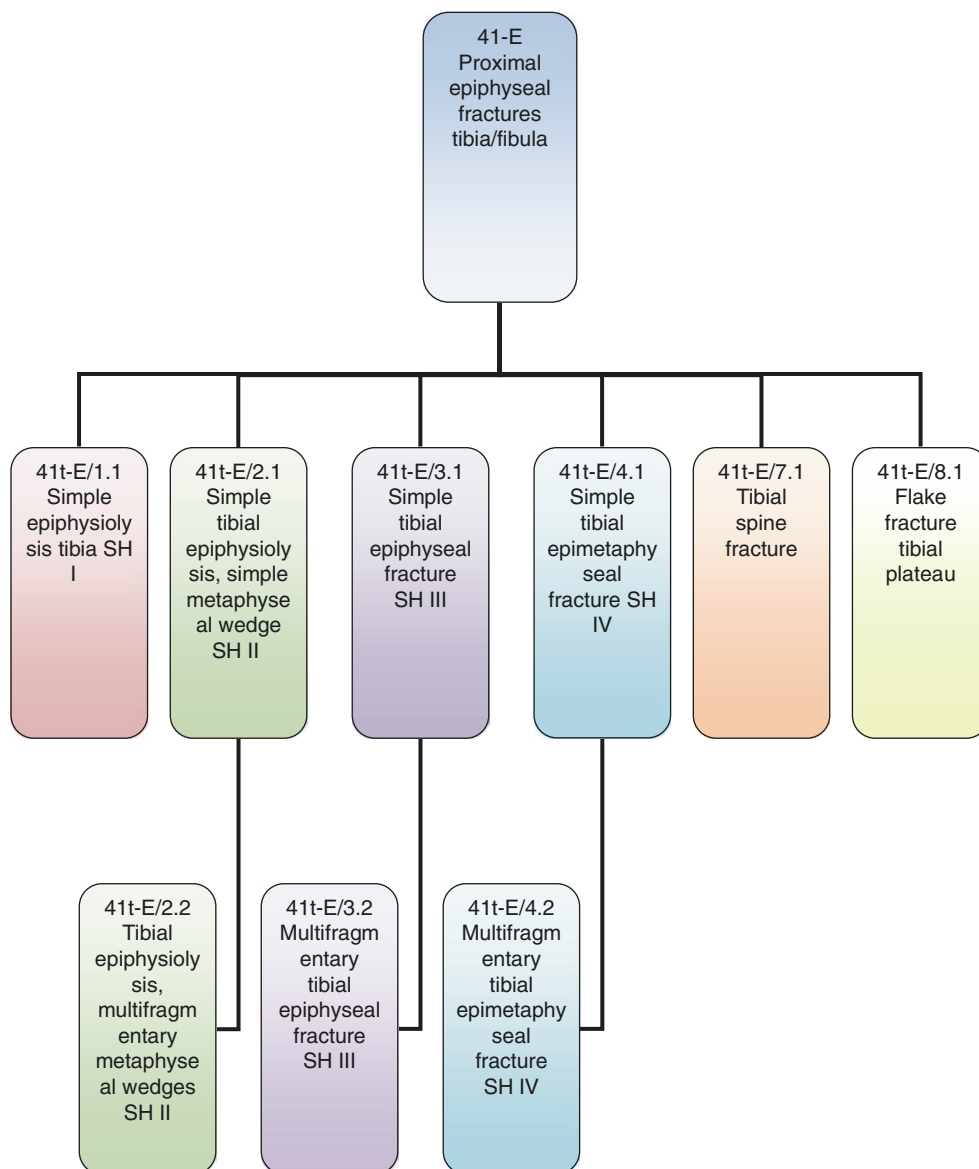 41-E
Proximal
epiphyseal
fractures
tibia/fibula
41t-E/1.1
Simple
epiphysioly
sis tibia SH
I
41t-E/2.1
Simple
tibial
epiphysioly
sis, simple
metaphyse
al wedge
SH II
41t-E/3.1
Simple
tibial
epiphyseal
fracture
SH III
41t-E/4.1
Simple tibial
epimetaphy
seal
fracture SH
IV
41t-E/7.1
Tibial
spine
fracture
41t-E/8.1
Flake
fracture
tibial
plateau
41t-E/2.2
Tibial
epiphysioly
sis,
multifragm
entary
metaphyse
al wedges
SH II
41t-E/3.2
Multifragm
entary
tibial
epiphyseal
fracture
SH III
41t-E/4.2
Multifragm
entary
tibial
epimetaphy
seal
fracture
SH IV